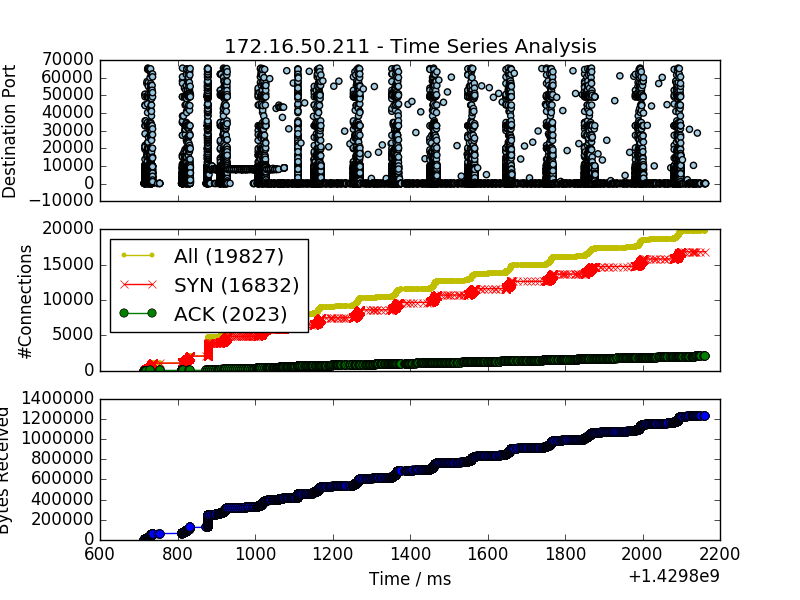 172.16.50.211 - Time Series Analysis
Destination Port
70000
60000
50000
40000
30000
20000
10000
0
−10000
#Connections
20000
15000
10000
5000
0
All (19827)
SYN (16832)
ACK (2023)
Bytes Received
1400000
1200000
1000000
800000
600000
400000
200000
0
600 800 1000 1200 1400 1600 1800 2000 2200
Time / ms
+1.4298e9